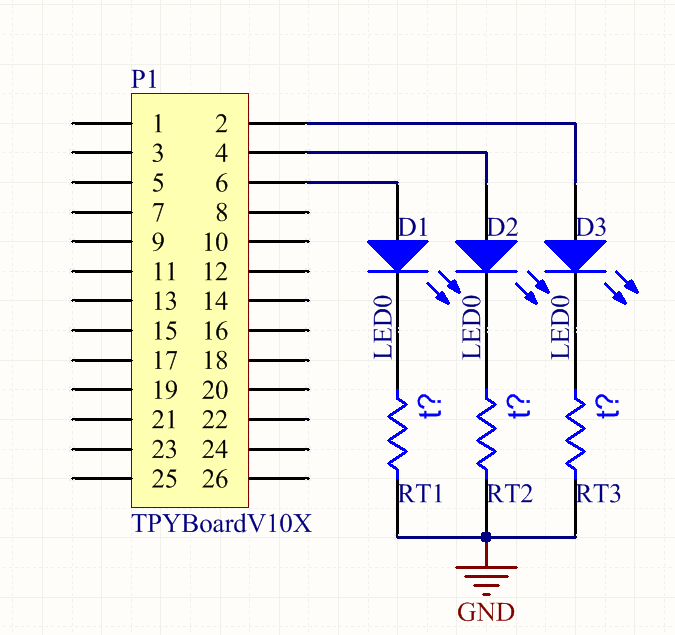 P1
1 2
3 4
5 6
7 8
9 10
11 12
13 14
15 16
17 18
19 20
21 22
23 24
25 26
TPYBoardV10X
D1 D2 D3
LED0 LED0 LED0
t? t? t?
RT1 RT2 RT3
GND